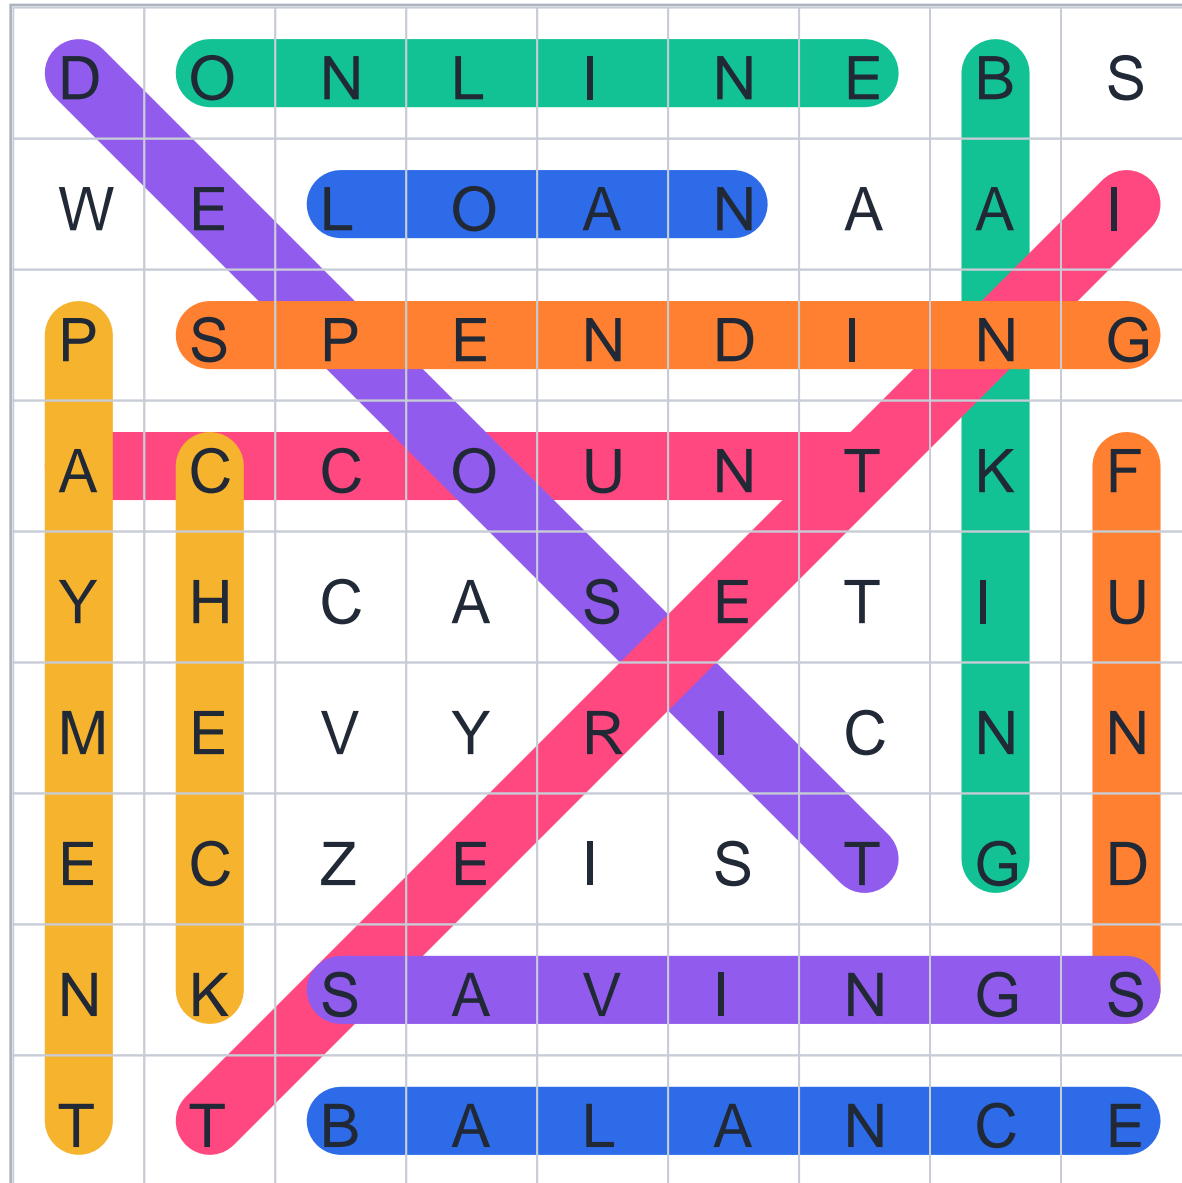 D O N L I N E B S
W E L O A N A A I
P S P E N D I N G
A C C O U N T K F
Y H C A S E T I U
M E V Y R I C N N
E C Z E I S T G D
N K S A V I N G S
T T B A L A N C E